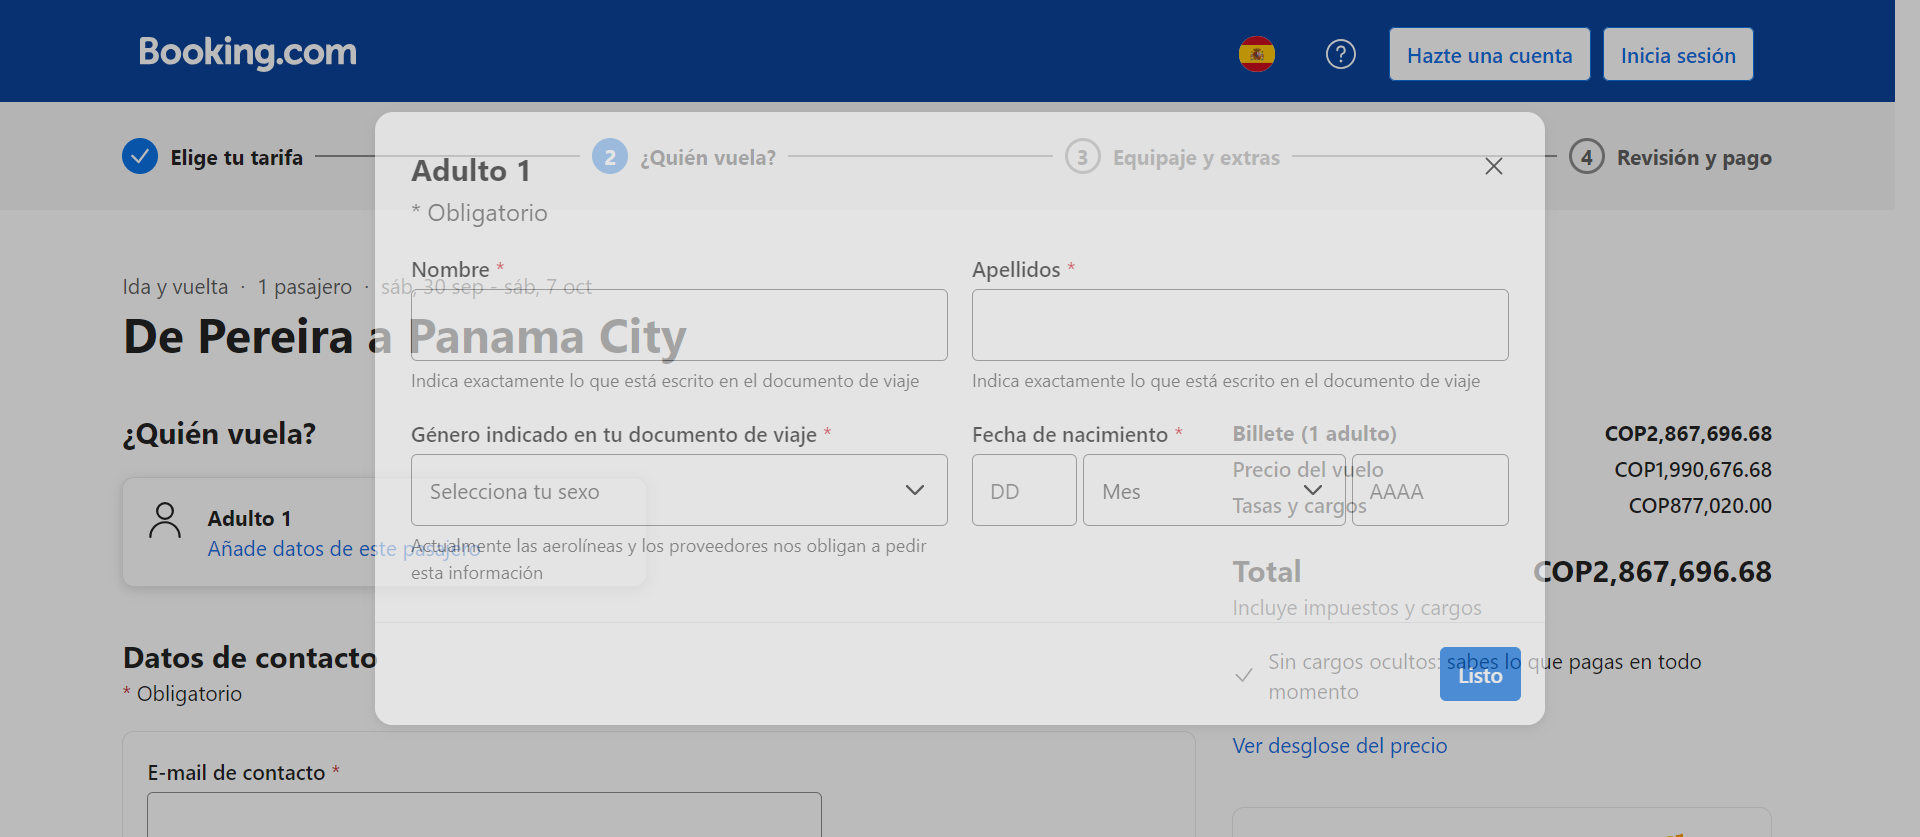 Booking.com
Hazte una cuenta
Inicia sesión
Elige tu tarifa
2 ¿Quién vuela?
3 Equipaje y extras
4 Revisión y pago
Adulto 1
* Obligatorio
Nombre *
Apellidos *
Indica exactamente lo que está escrito en el documento de viaje
Indica exactamente lo que está escrito en el documento de viaje
Género indicado en tu documento de viaje *
Fecha de nacimiento *
Selecciona tu sexo
DD
Mes
AAAA
Actualmente las aerolíneas y los proveedores nos obligan a pedir
esta información
Listo
Ida y vuelta · 1 pasajero · sáb, 30 sep - sáb, 7 oct
De Pereira a Panama City
¿Quién vuela?
Adulto 1
Añade datos de este pasajero
Datos de contacto
* Obligatorio
E-mail de contacto *
Billete (1 adulto) COP2,867,696.68
Precio del vuelo COP1,990,676.68
Tasas y cargos COP877,020.00
Total COP2,867,696.68
Incluye impuestos y cargos
Sin cargos ocultos: sabes lo que pagas en todo
momento
Ver desglose del precio